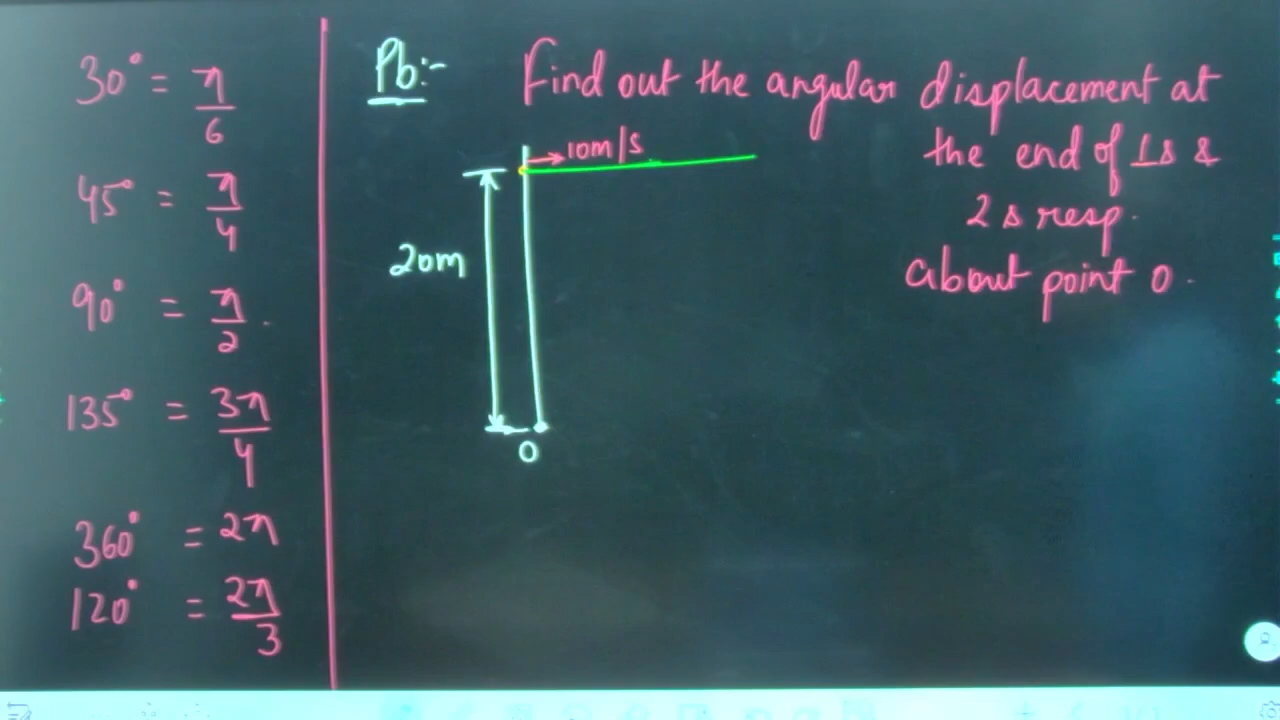 30° = π/6
45° = π/4
90° = π/2.
135° = 3π/4
360° = 2π
120° = 2π/3
Pb:-
Find out the angular displacement at
the end of 1s &
2s resp.
about point O.
10m/s
20m
O